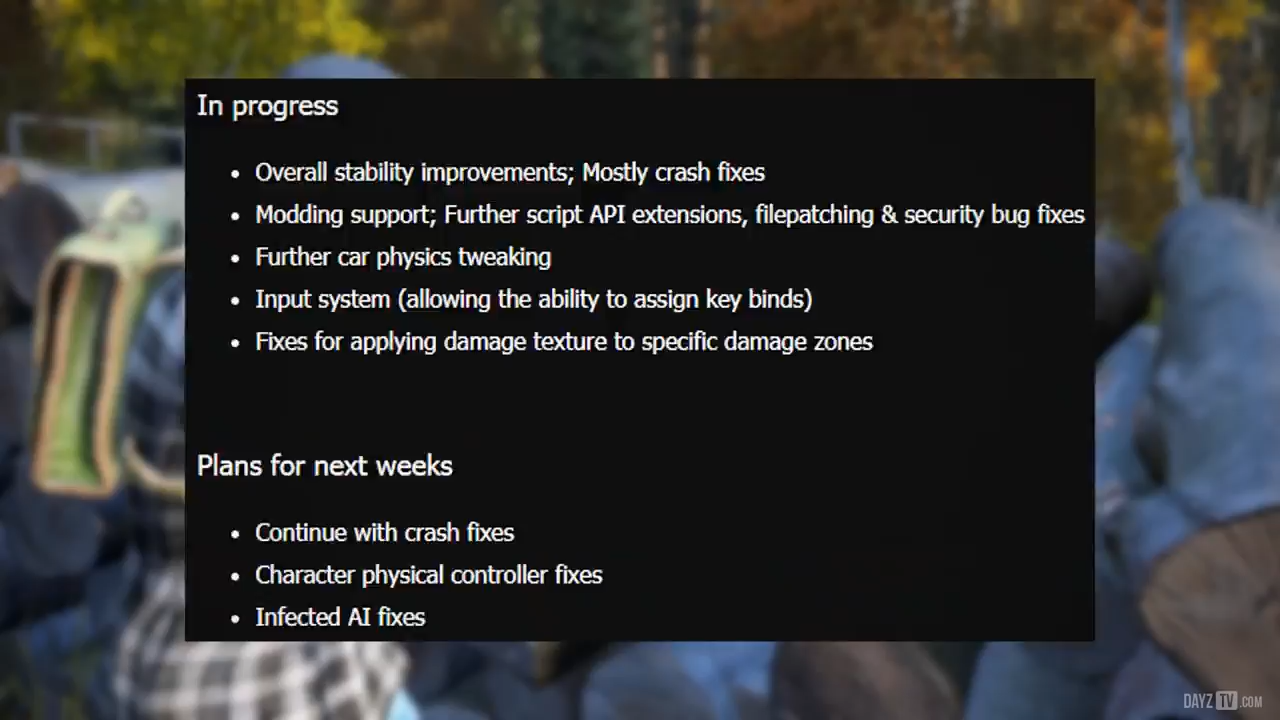 In progress
• Overall stability improvements; Mostly crash fixes
• Modding support; Further script API extensions, filepatching & security bug fixes
• Further car physics tweaking
• Input system (allowing the ability to assign key binds)
• Fixes for applying damage texture to specific damage zones
Plans for next weeks
• Continue with crash fixes
• Character physical controller fixes
• Infected AI fixes
DAYZ TV .COM